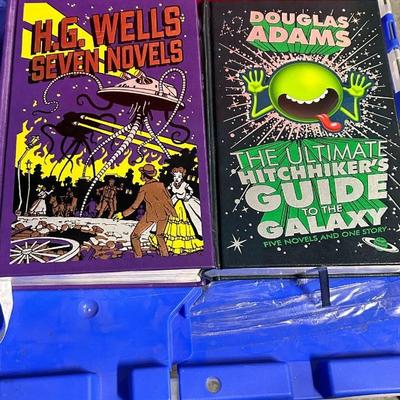 H.G. WELLS
SEVEN NOVELS
DOUGLAS
ADAMS
THE ULTIMATE
HITCHHIKER'S
GUIDE
TO THE
GALAXY
FIVE NOVELS AND ONE STORY